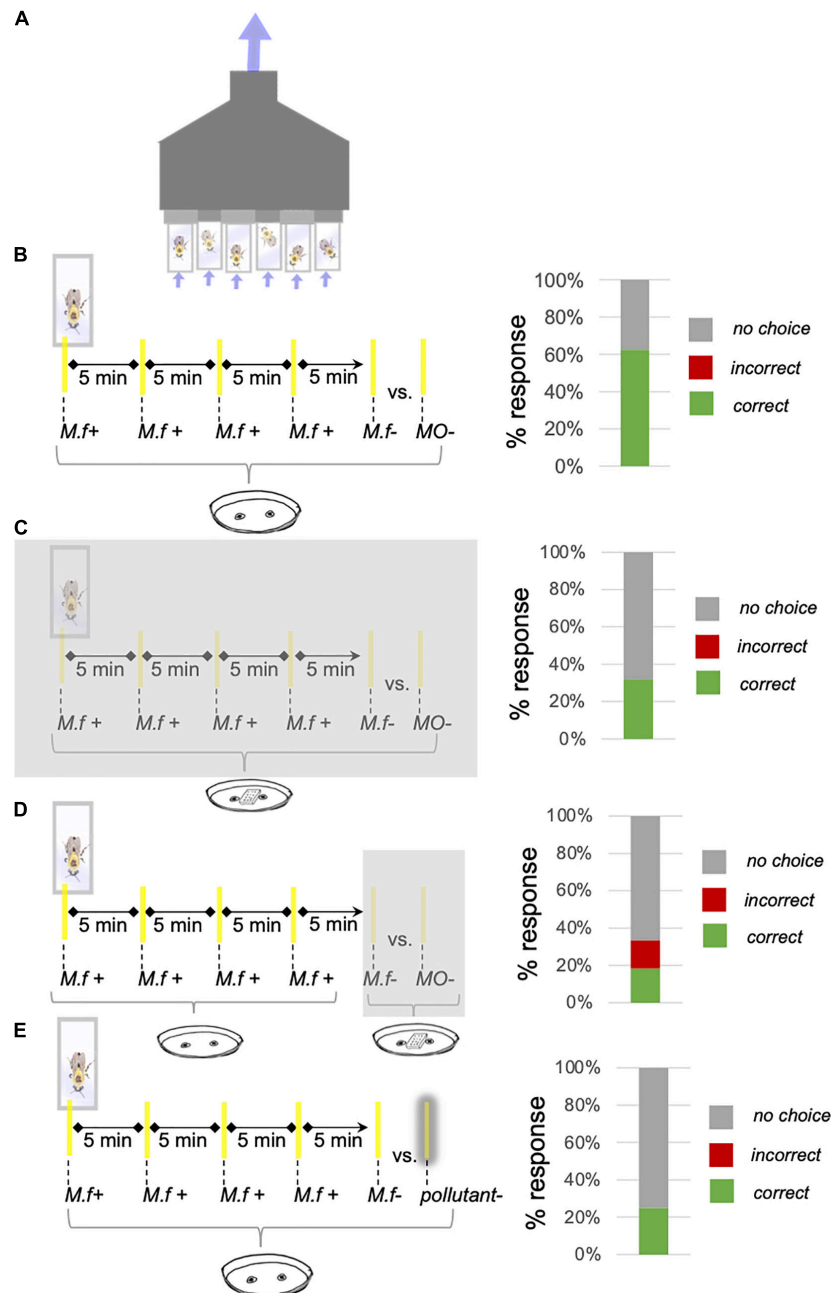 A
B
5 min 5 min 5 min 5 min
vs.
M.f+ M.f + M.f + M.f + M.f- MO-
% response
100%
80%
60%
40%
20%
0%
no choice
incorrect
correct
C
5 min 5 min 5 min 5 min
vs.
M.f + M.f + M.f + M.f + M.f- MO-
% response
100%
80%
60%
40%
20%
0%
no choice
incorrect
correct
D
5 min 5 min 5 min 5 min
vs.
M.f + M.f + M.f + M.f + M.f- MO-
% response
100%
80%
60%
40%
20%
0%
no choice
incorrect
correct
E
5 min 5 min 5 min 5 min
vs.
M.f+ M.f + M.f + M.f + M.f- pollutant-
% response
100%
80%
60%
40%
20%
0%
no choice
incorrect
correct